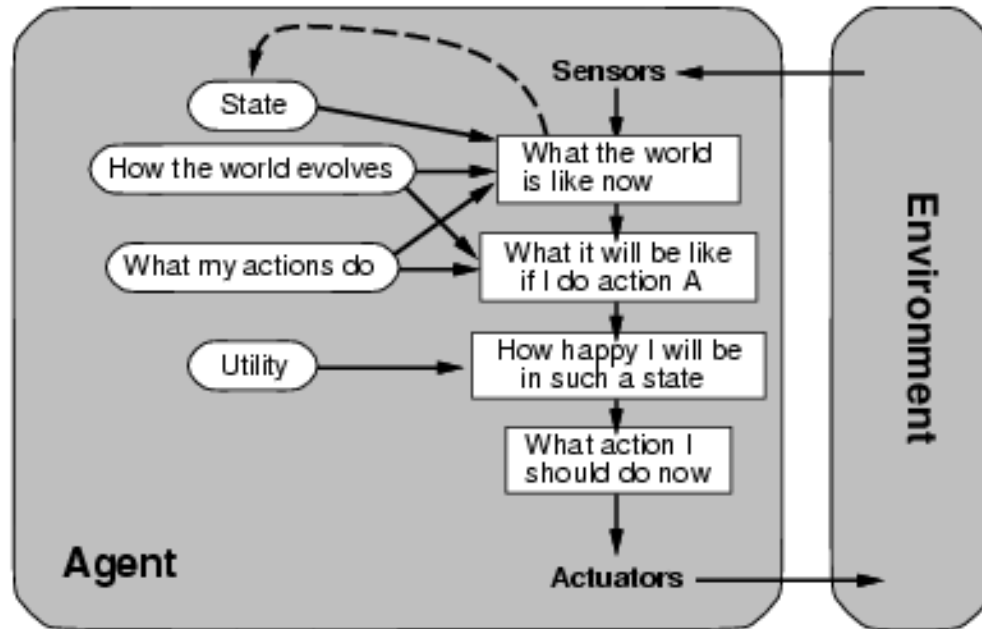 Sensors
State
What the world
is like now
How the world evolves
What my actions do
What it will be like
if I do action A
Utility
How happy I will be
in such a state
What action I
should do now
Agent
Actuators
Environment